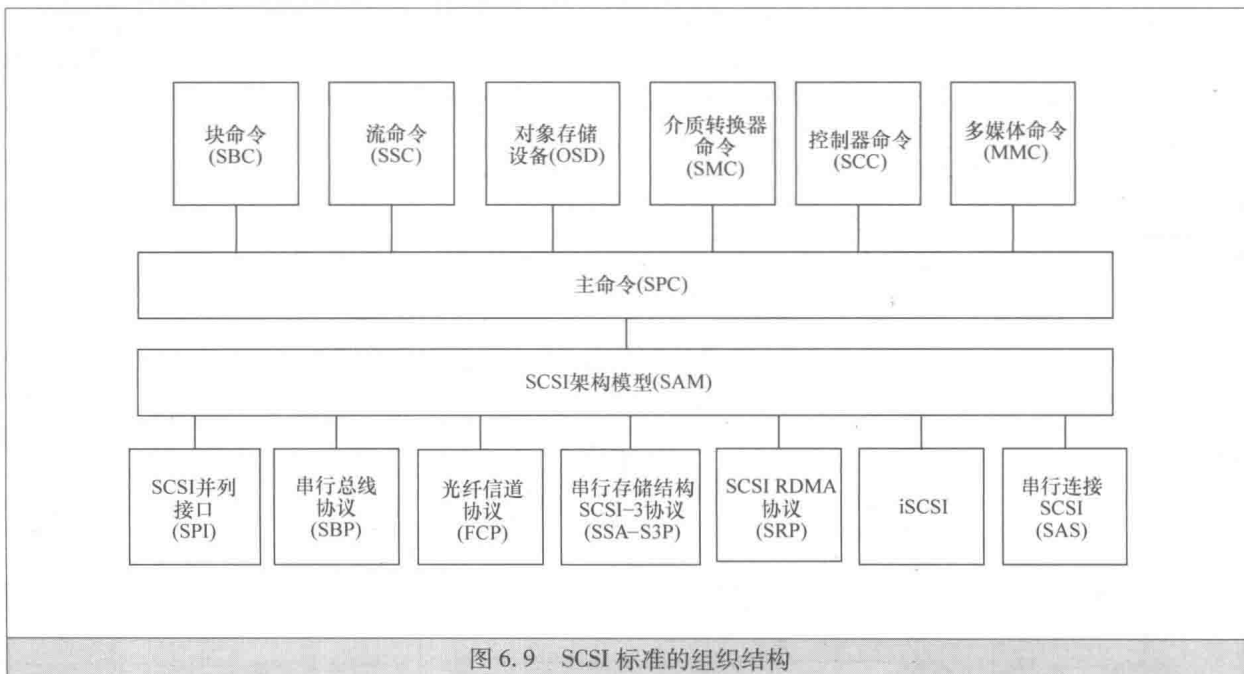 块命令
(SBC)
流命令
(SSC)
对象存储
设备(OSD)
介质转换器
命令
(SMC)
控制器命令
(SCC)
多媒体命令
(MMC)
主命令(SPC)
SCSI架构模型(SAM)
SCSI并列
接口
(SPI)
串行总线
协议
(SBP)
光纤信道
协议
(FCP)
串行存储结构
SCSI-3协议
(SSA-S3P)
SCSI RDMA
协议
(SRP)
iSCSI
串行连接
SCSI
(SAS)
图 6.9 SCSI 标准的组织结构